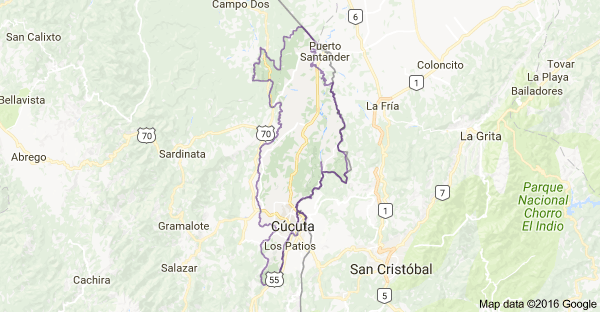 Campo Dos
San Calixto
Puerto
Santander
Coloncito
Tovar
La Playa
Bailadores
1
La Fría
Bellavista
70
70
La Grita
Abrego
Sardinata
7
Parque
Nacional
Chorro
El Indio
1
Gramalote
Cúcuta
Los Patios
Salazar
San Cristóbal
Cachira
55
5
Map data ©2016 Google